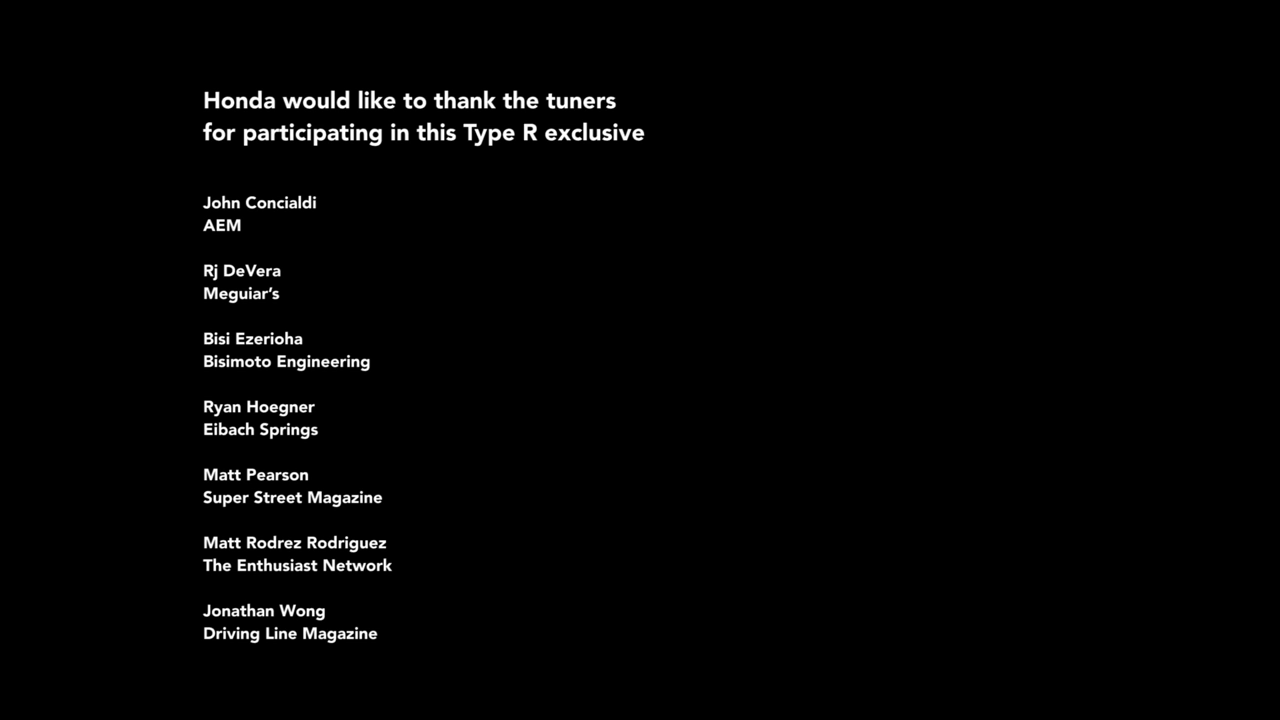 Honda would like to thank the tuners
for participating in this Type R exclusive
John Concialdi
AEM
Rj DeVera
Meguiar’s
Bisi Ezerioha
Bisimoto Engineering
Ryan Hoegner
Eibach Springs
Matt Pearson
Super Street Magazine
Matt Rodrez Rodriguez
The Enthusiast Network
Jonathan Wong
Driving Line Magazine